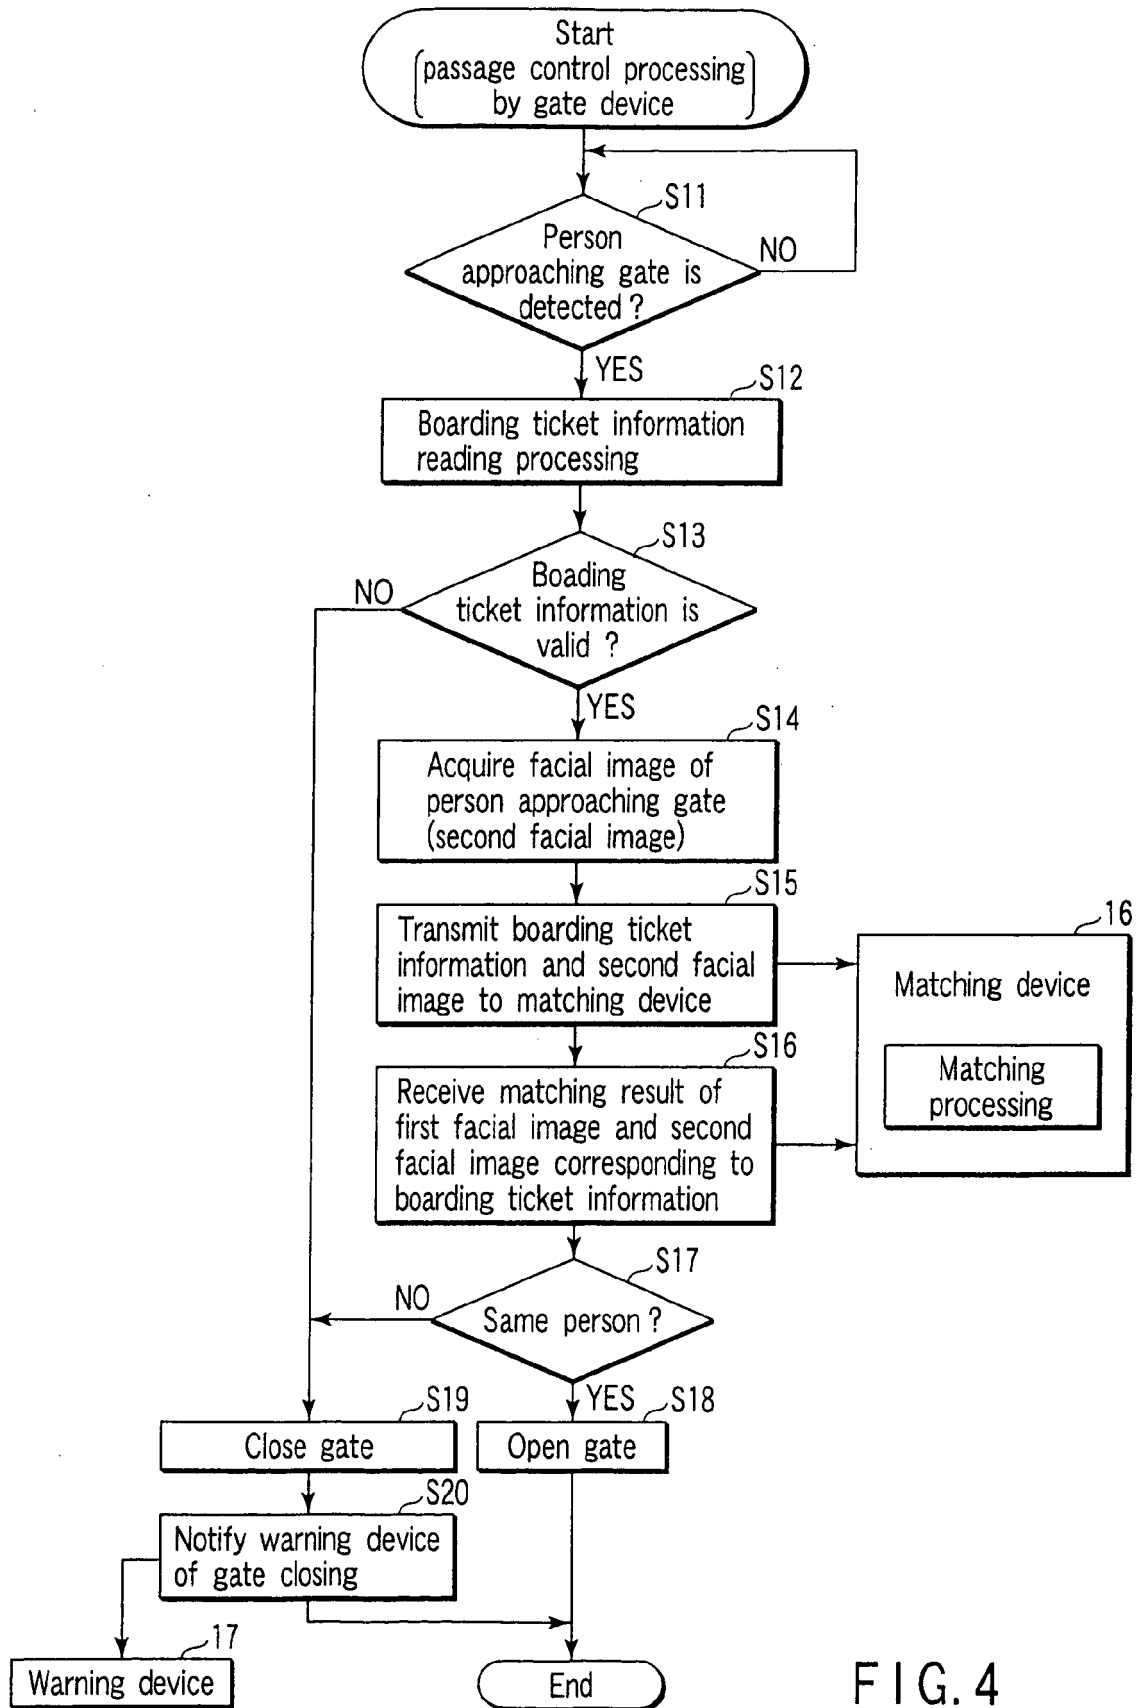 Start
(passage control processing
by gate device)
S11
Person
approaching gate is
detected ?
NO
YES
S12
Boarding ticket information
reading processing
S13
Boading
ticket information is
valid ?
NO
YES
S14
Acquire facial image of
person approaching gate
(second facial image)
S15
Transmit boarding ticket
information and second facial
image to matching device
16
Matching device
Matching
processing
S16
Receive matching result of
first facial image and second
facial image corresponding to
boarding ticket information
S17
Same person ?
NO
YES
S19
Close gate
S18
Open gate
S20
Notify warning device
of gate closing
17
Warning device
End
FIG. 4